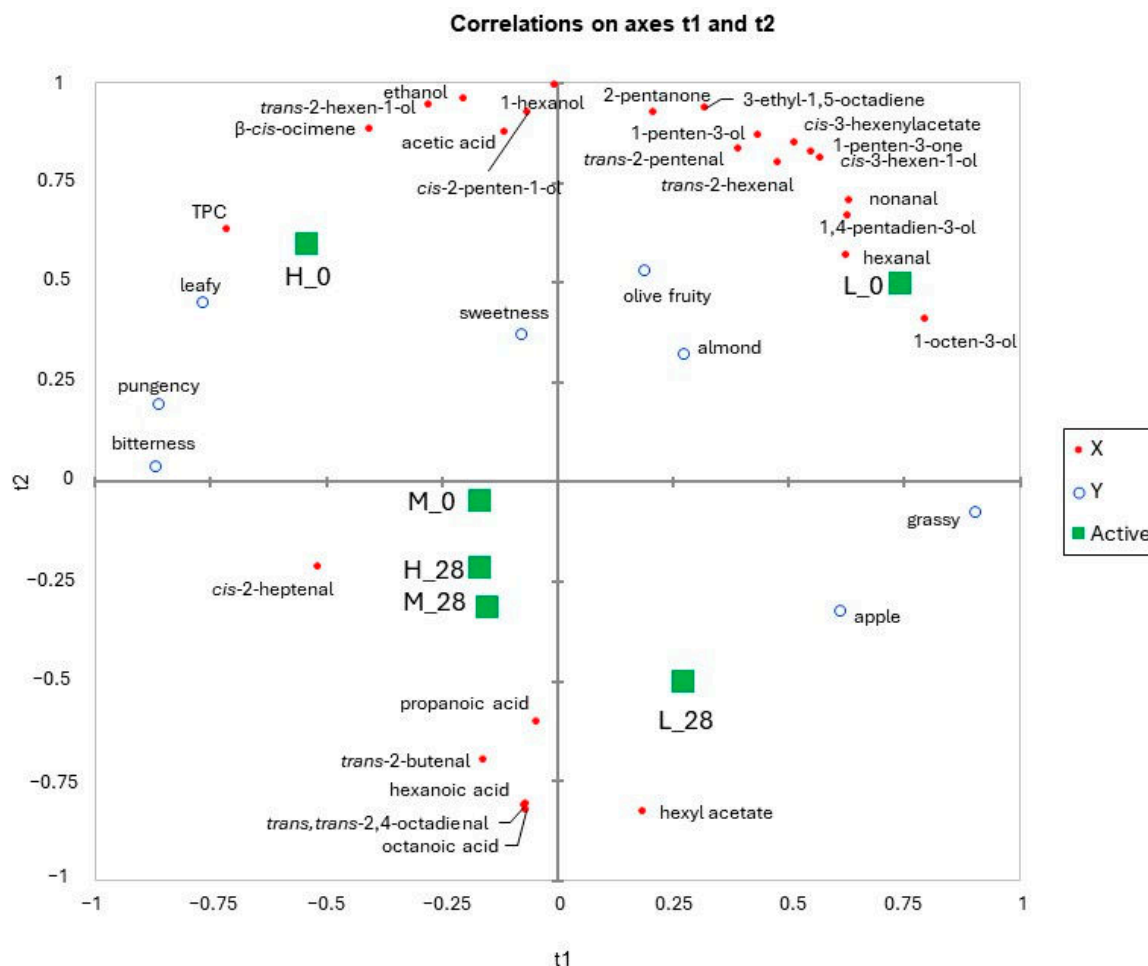 Correlations on axes t1 and t2
1
ethanol
trans-2-hexen-1-ol
1-hexanol
2-pentanone
3-ethyl-1,5-octadiene
β-cis-ocimene
acetic acid
1-penten-3-ol
cis-3-hexenylacetate
1-penten-3-one
trans-2-pentenal
cis-3-hexen-1-ol
cis-2-penten-1-ol
trans-2-hexenal
0.75
nonanal
TPC
1,4-pentadien-3-ol
hexanal
H_0
L_0
0.5
leafy
olive fruity
sweetness
1-octen-3-ol
almond
0.25
pungency
bitterness
X
0
t2
Y
M_0
grassy
Active
H_28
−0.25
cis-2-heptenal
M_28
apple
−0.5
propanoic acid
L_28
−0.75
trans-2-butenal
hexanoic acid
hexyl acetate
trans,trans-2,4-octadienal
octanoic acid
−1
−1 −0.75 −0.5 −0.25 0 0.25 0.5 0.75 1
t1